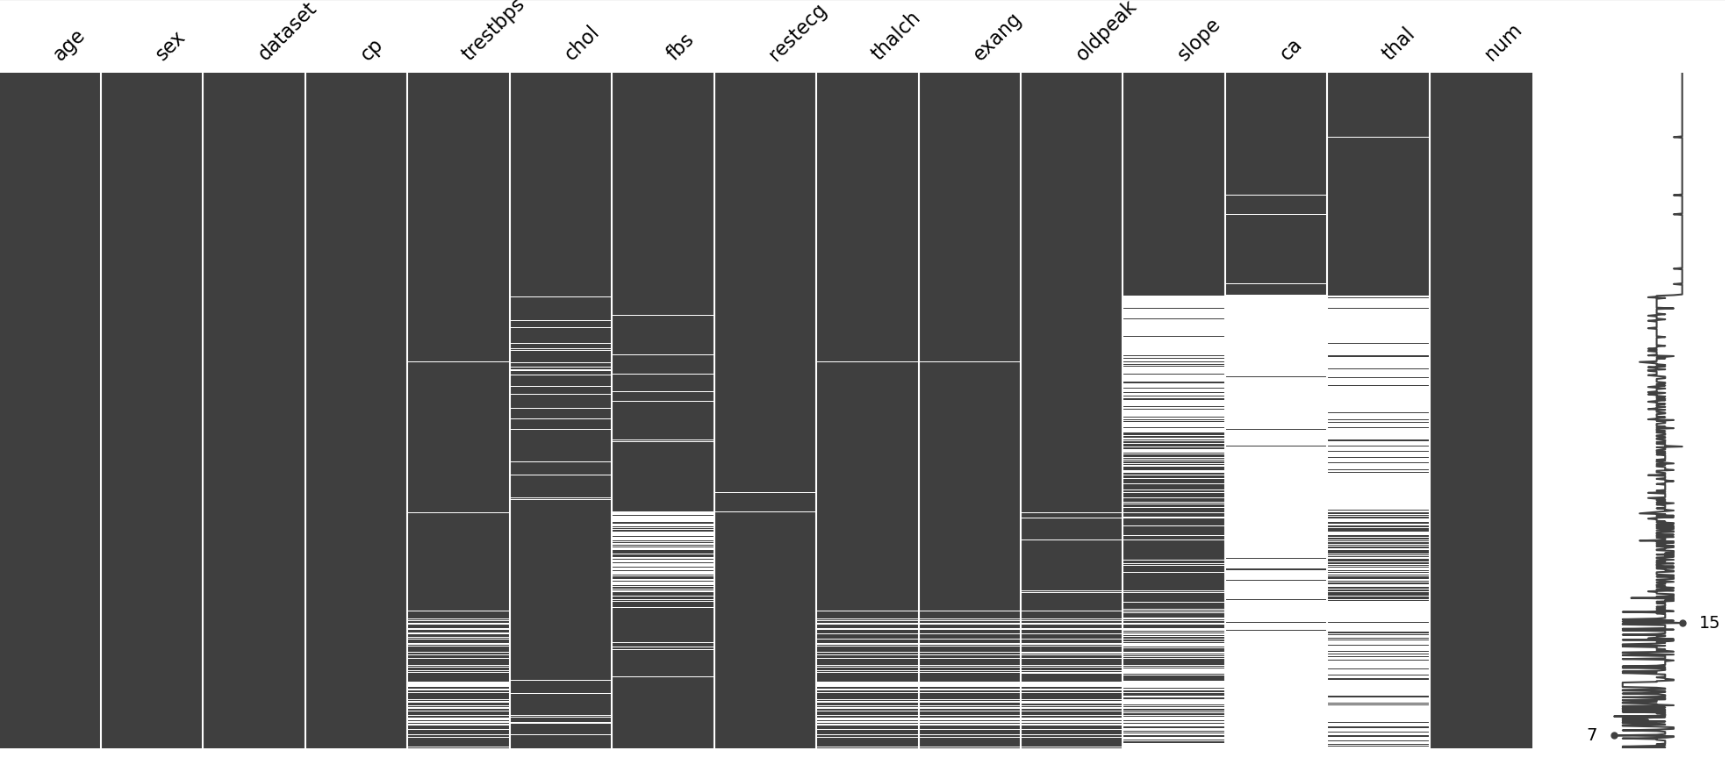 age
sex
dataset
cp
trestbps
chol
fbs
restecg
thalch
exang
oldpeak
slope
ca
thal
num
15
7